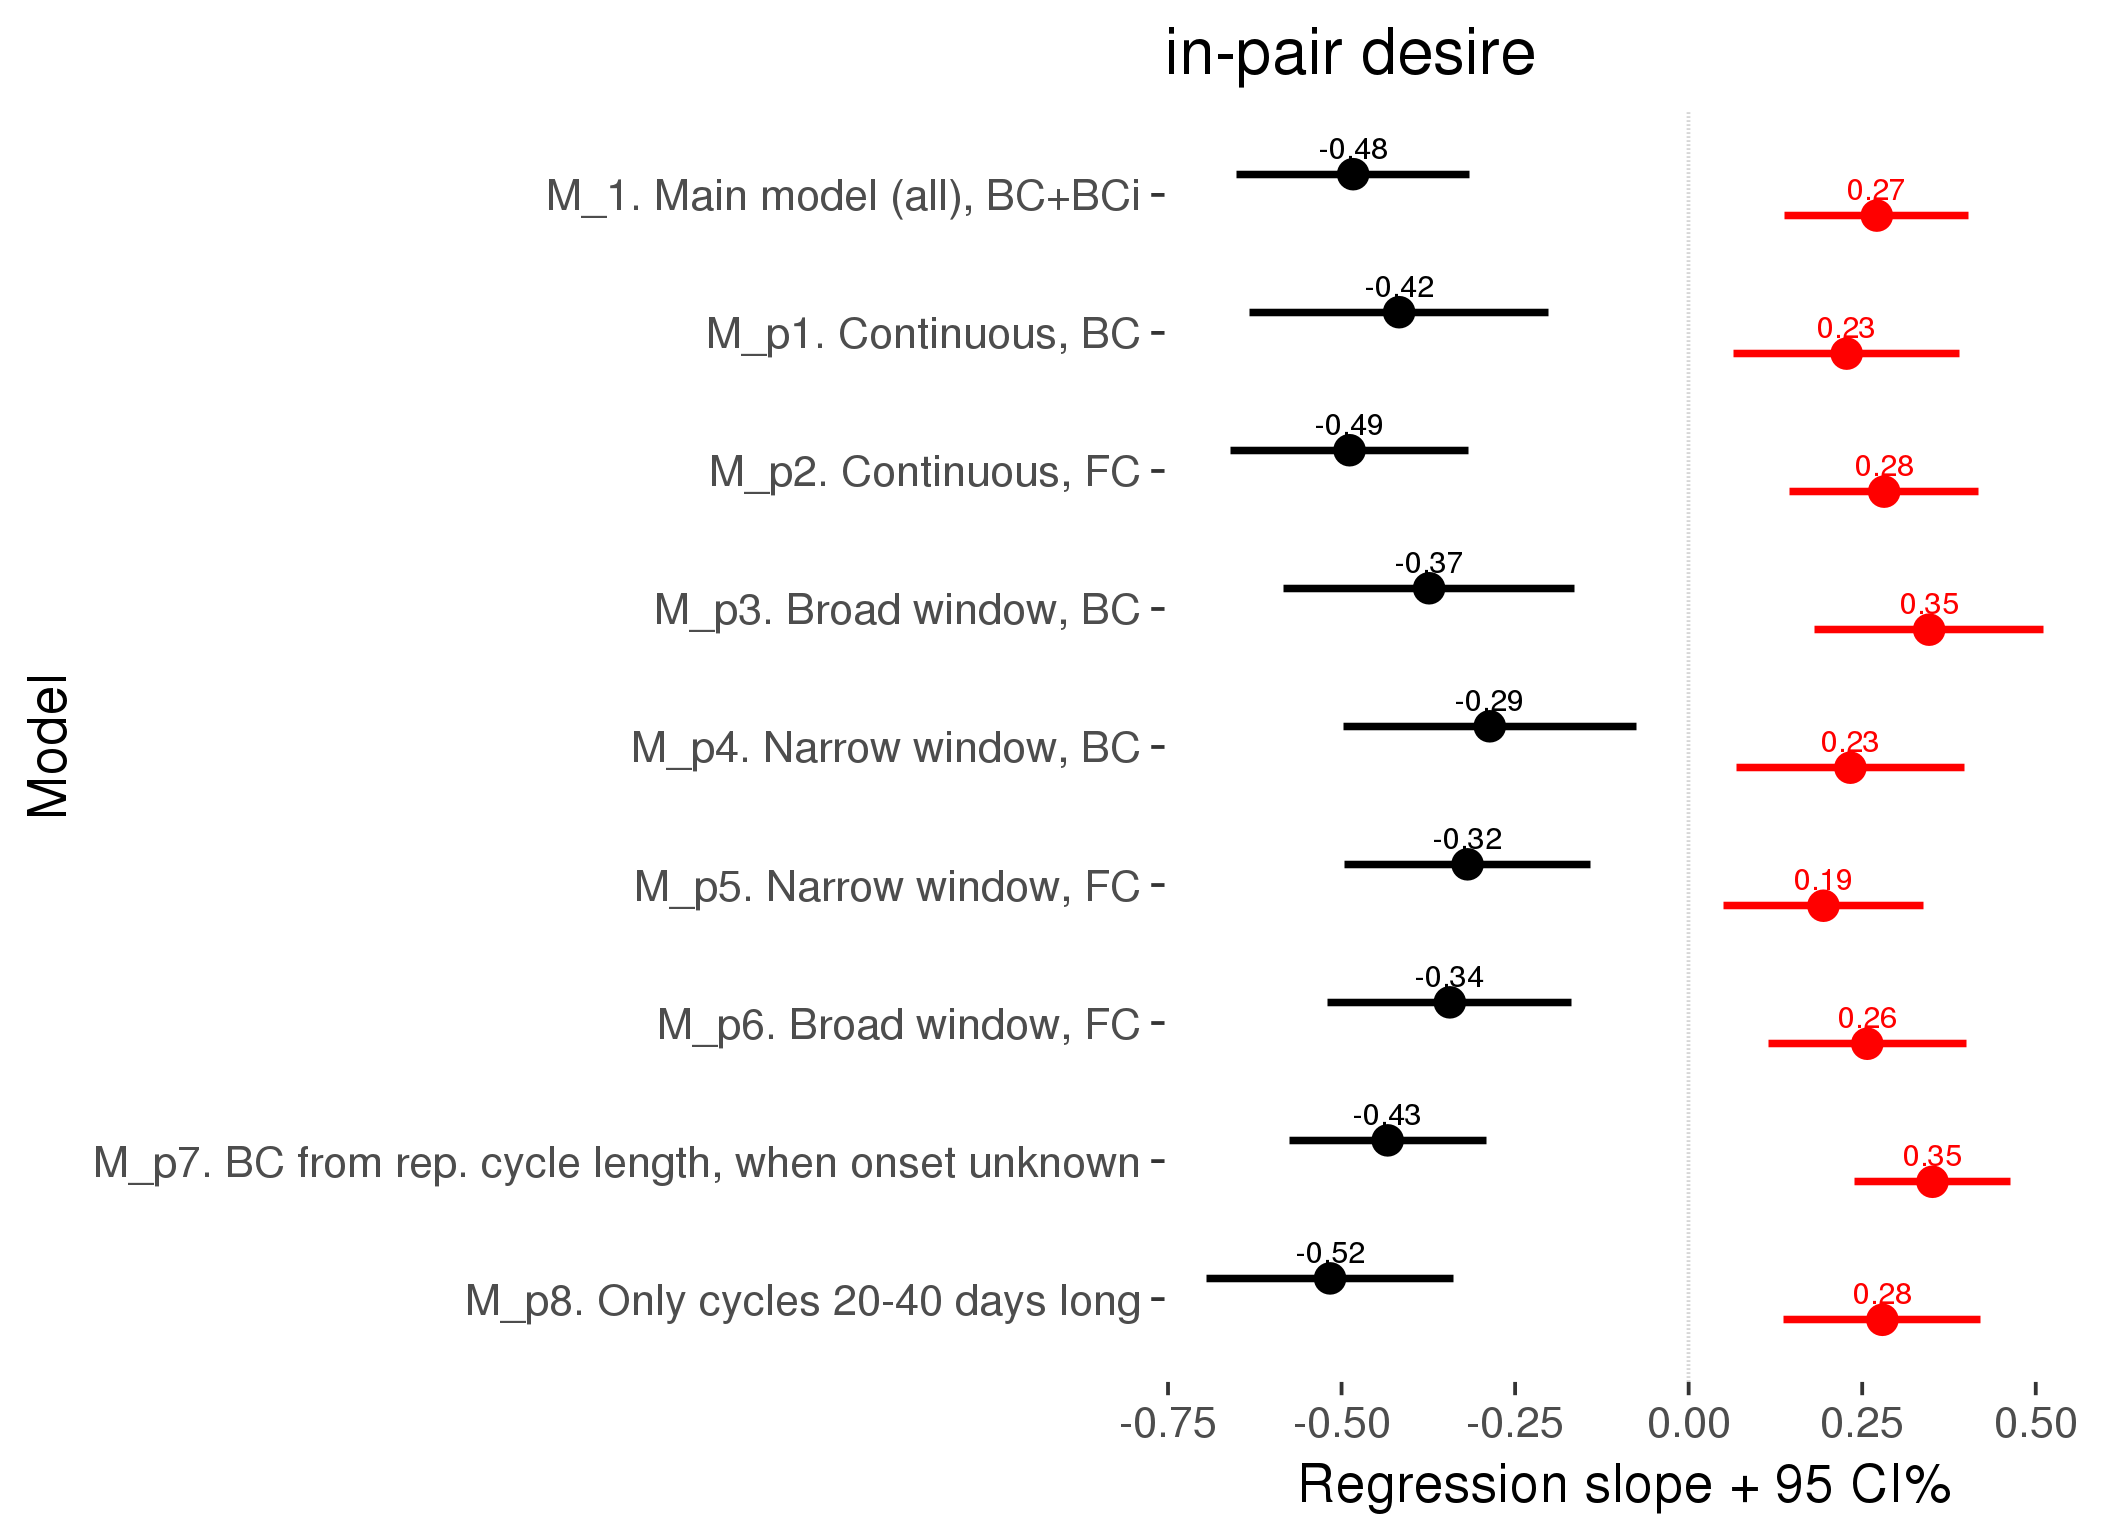 in-pair desire
-0.48
M_1. Main model (all), BC+BCi
0.27
-0.42
M_p1. Continuous, BC
0.23
-0.49
M_p2. Continuous, FC
0.28
-0.37
M_p3. Broad window, BC
0.35
-0.29
M_p4. Narrow window, BC
0.23
-0.32
M_p5. Narrow window, FC
0.19
-0.34
M_p6. Broad window, FC
0.26
-0.43
M_p7. BC from rep. cycle length, when onset unknown
0.35
-0.52
M_p8. Only cycles 20-40 days long
0.28
Model
-0.75 -0.50 -0.25 0.00 0.25 0.50
Regression slope + 95 CI%